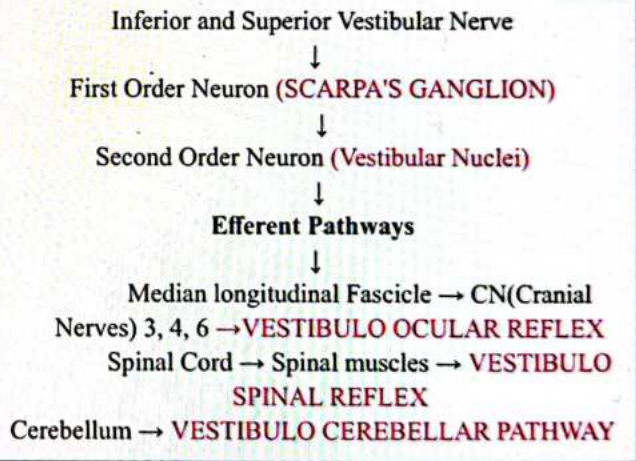 Inferior and Superior Vestibular Nerve
↓
First Order Neuron (SCARPA'S GANGLION)
↓
Second Order Neuron (Vestibular Nuclei)
↓
Efferent Pathways
↓
Median longitudinal Fascicle → CN(Cranial
Nerves) 3, 4, 6 →VESTIBULO OCULAR REFLEX
Spinal Cord → Spinal muscles → VESTIBULO
SPINAL REFLEX
Cerebellum → VESTIBULO CEREBELLAR PATHWAY